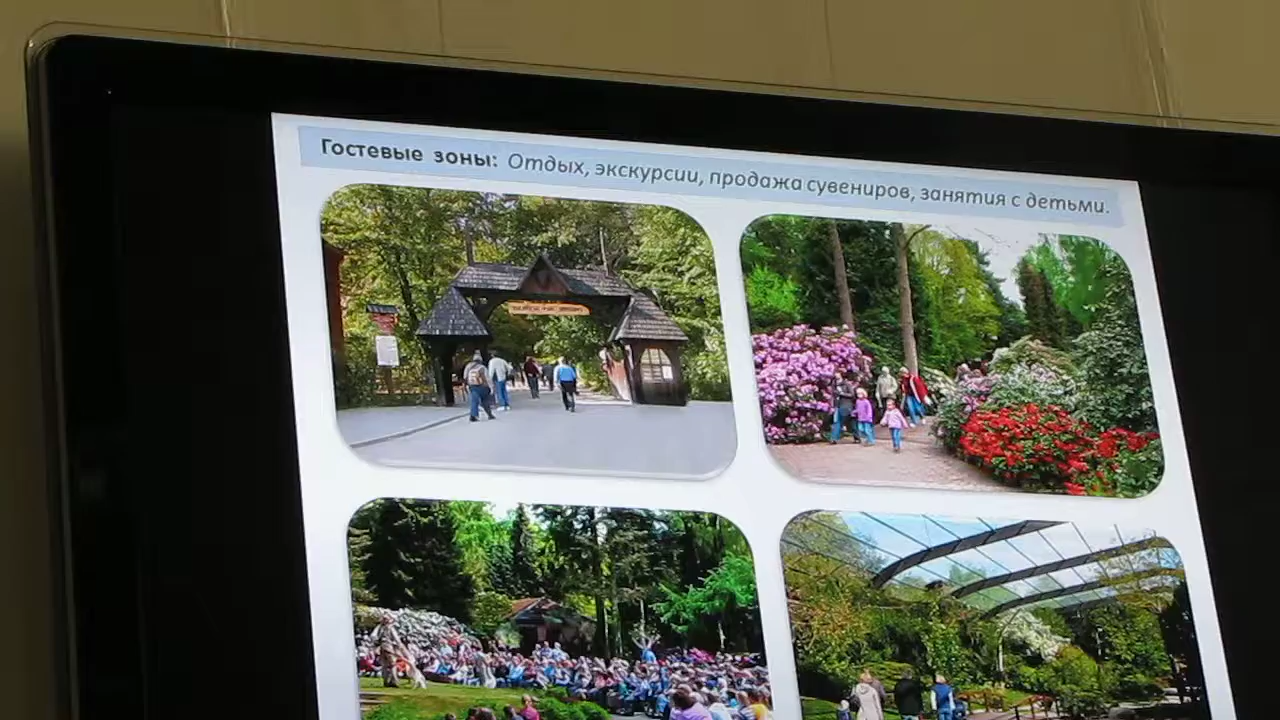 Гостевые зоны: Отдых, экскурсии, продажа сувениров, занятия с детьми.